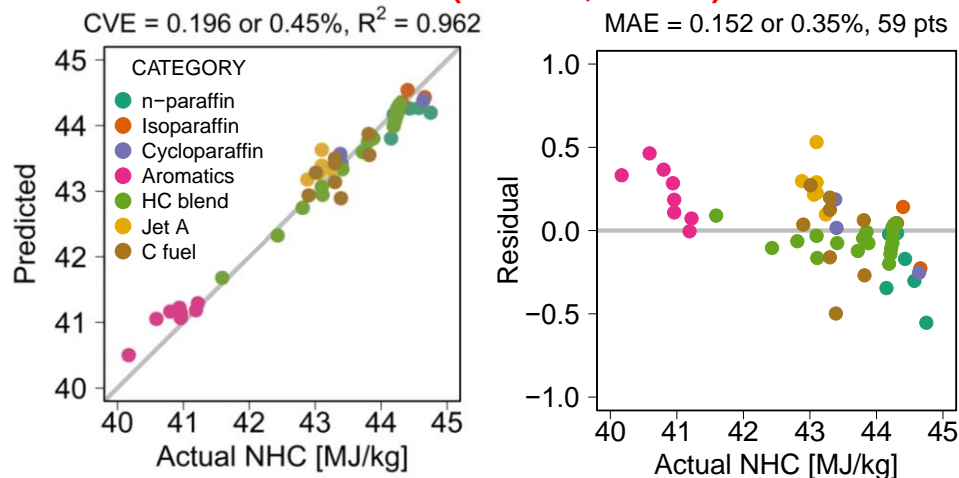 CVE = 0.196 or 0.45%, R² = 0.962
45
44
43
42
41
40
Predicted
CATEGORY
n−paraffin
Isoparaffin
Cycloparaffin
Aromatics
HC blend
Jet A
C fuel
40 41 42 43 44 45
Actual NHC [MJ/kg]
MAE = 0.152 or 0.35%, 59 pts
1.0
0.5
0.0
−0.5
−1.0
Residual
40 41 42 43 44 45
Actual NHC [MJ/kg]